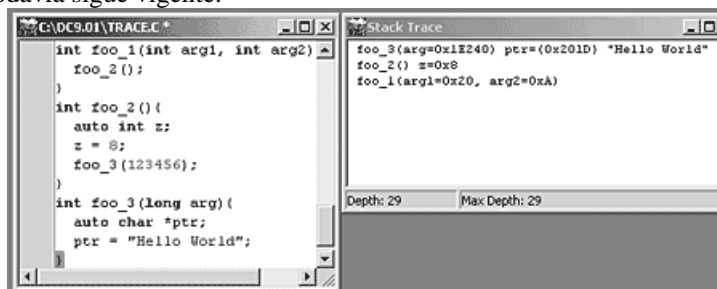 todavía sigue vigente.
C:\DC9.01\TRACE.C *
int foo_1(int arg1, int arg2)
foo_2();
}
int foo_2(){
auto int z;
z = 8;
foo_3(123456);
}
int foo_3(long arg){
auto char *ptr;
ptr = "Hello World";
}
Stack Trace
foo_3(arg=0x1E240) ptr=(0x201D) "Hello World"
foo_2() z=0x8
foo_1(arg1=0x20, arg2=0xA)
Depth: 29
Max Depth: 29